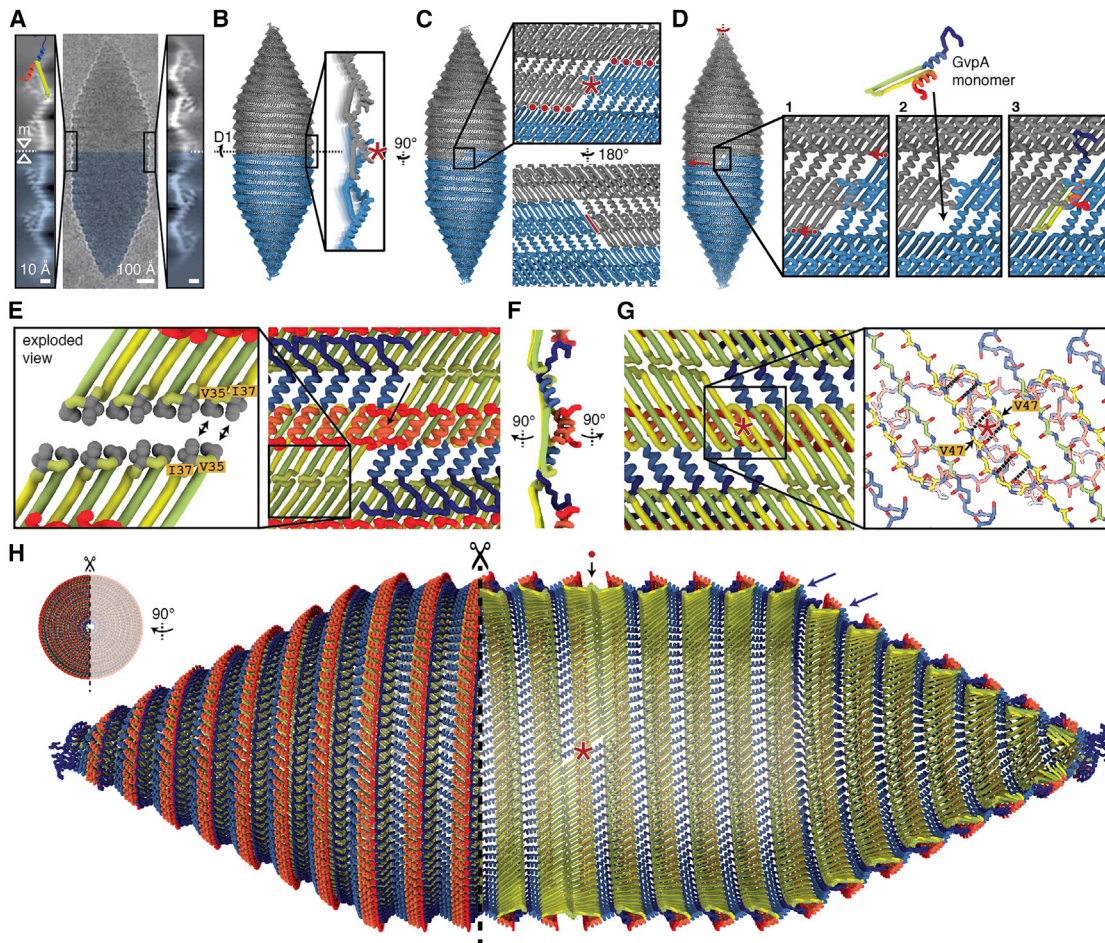 A
m
10 Å
100 Å
B
D1
90°
C
180°
D
GvpA
monomer
1
2
3
E
exploded
view
V35
I37
I37
V35
F
90°
90°
G
V47
V47
H
90°